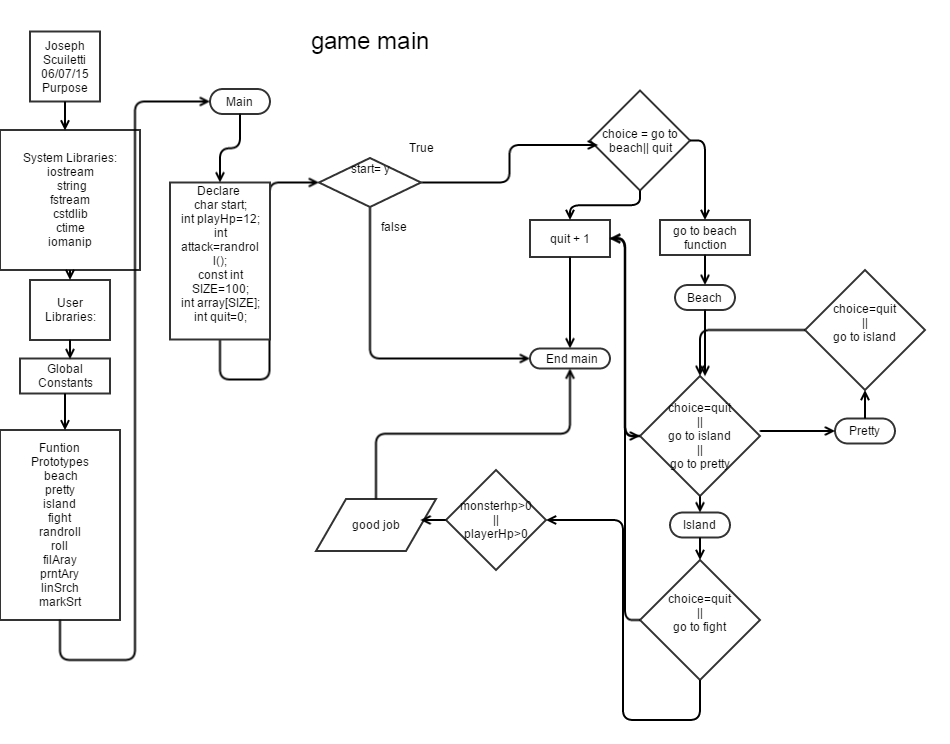 game main
Joseph
Sculletti
06/07/15
Purpose
System Libraries:
iostream
string
fstream
cstdlib
ctime
iomanip
User
Libraries:
Global
Constants
Funtion
Prototypes
beach
pretty
island
fight
randroll
roll
filAray
prntAry
linSrch
markSrt
Main
Declare
char start;
int playHp=12;
int
attack=randrol
l();
const int
SIZE=100;
int array[SIZE];
int quit=0;
start= y
True
false
choice = go to
beach|| quit
quit + 1
go to beach
function
Beach
End main
choice=quit
||
go to island
choice=quit
||
go to island
||
go to pretty
Pretty
Island
monsterhp>0
||
playerHp>0
good job
choice=quit
||
go to fight